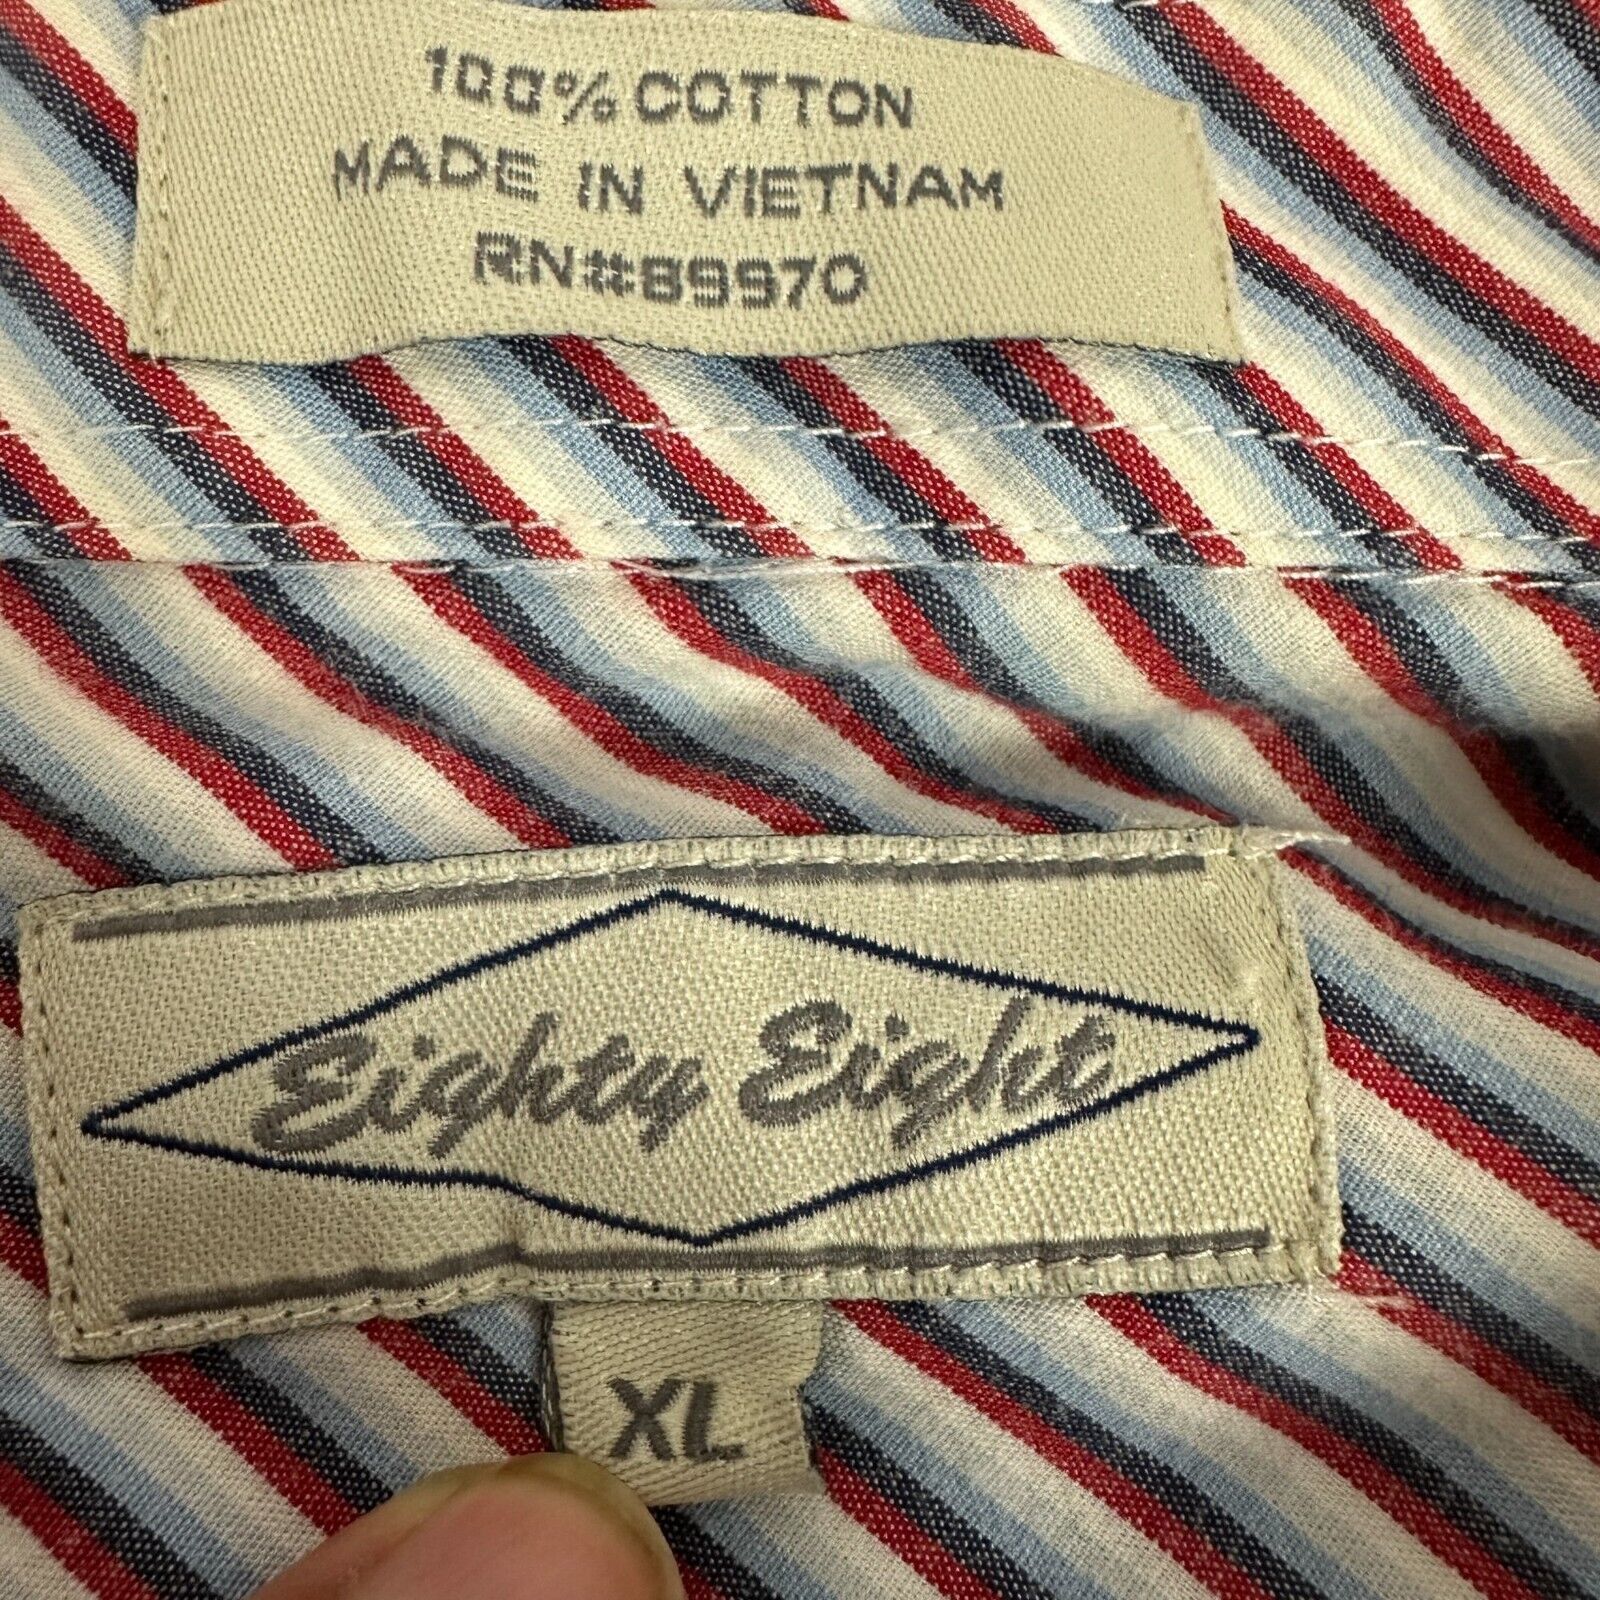 100% COTTON
MADE IN VIETNAM
RN#89970
Eighty Eight
XL